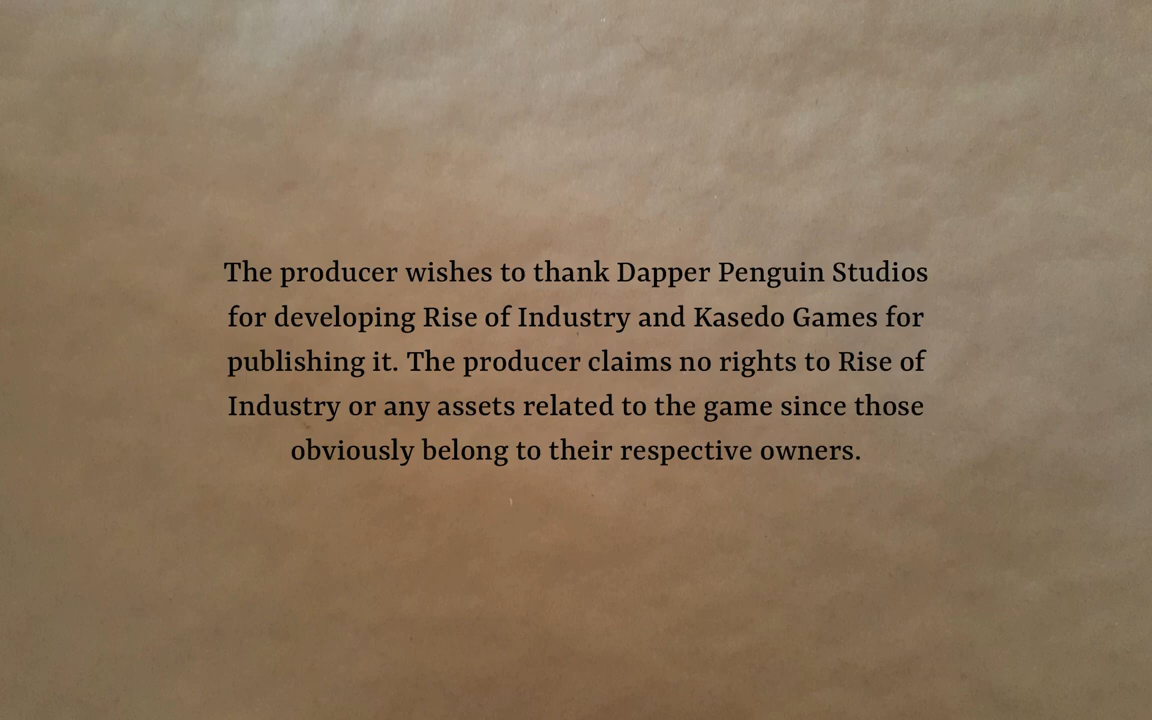 The producer wishes to thank Dapper Penguin Studios
for developing Rise of Industry and Kasedo Games for
publishing it. The producer claims no rights to Rise of
Industry or any assets related to the game since those
obviously belong to their respective owners.